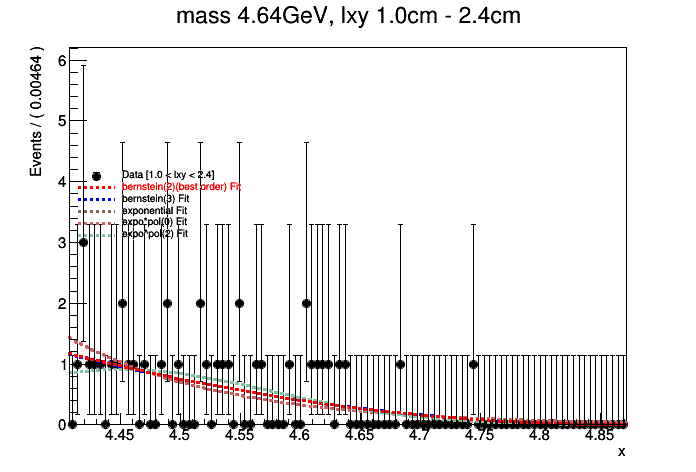 mass 4.64GeV, lxy 1.0cm - 2.4cm
Events / ( 0.00464 )
6
5
4
3
2
1
0
Data [1.0 < lxy < 2.4]
bernstein(2)(best order) Fit
bernstein(3) Fit
exponential Fit
expo*pol(0) Fit
expo*pol(2) Fit
4.45 4.5 4.55 4.6 4.65 4.7 4.75 4.8 4.85
x